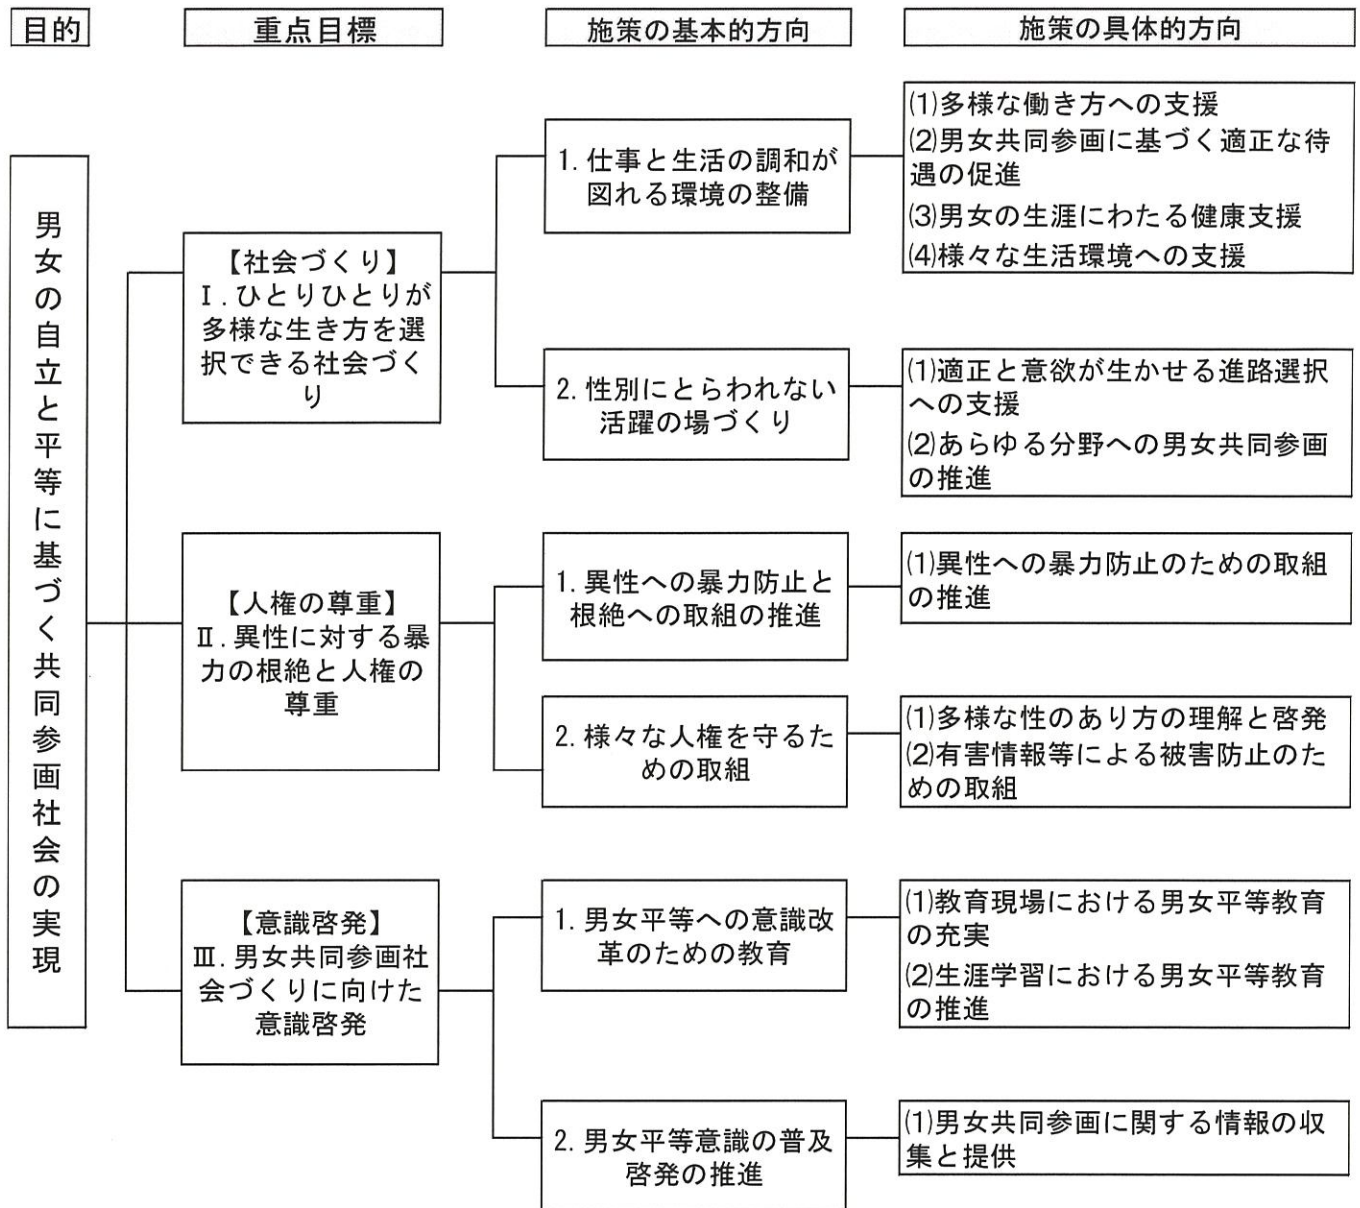 目的
重点目標
施策の基本的方向
施策の具体的方向
男女の自立と平等に基づく共同参画社会の実現
【社会づくり】
Ⅰ.ひとりひとりが
多様な生き方を選
択できる社会づく
り
1.仕事と生活の調和が
図れる環境の整備
⑴多様な働き方への支援
⑵男女共同参画に基づく適正な待
遇の促進
⑶男女の生涯にわたる健康支援
⑷様々な生活環境への支援
2.性別にとらわれない
活躍の場づくり
⑴適正と意欲が生かせる進路選択
への支援
⑵あらゆる分野への男女共同参画
の推進
【人権の尊重】
Ⅱ.異性に対する暴
力の根絶と人権の
尊重
1.異性への暴力防止と
根絶への取組の推進
⑴異性への暴力防止のための取組
の推進
2.様々な人権を守るた
めの取組
⑴多様な性のあり方の理解と啓発
⑵有害情報等による被害防止のた
めの取組
【意識啓発】
Ⅲ.男女共同参画社
会づくりに向けた
意識啓発
1.男女平等への意識改
革のための教育
⑴教育現場における男女平等教育
の充実
⑵生涯学習における男女平等教育
の推進
2.男女平等意識の普及
啓発の推進
⑴男女共同参画に関する情報の収
集と提供